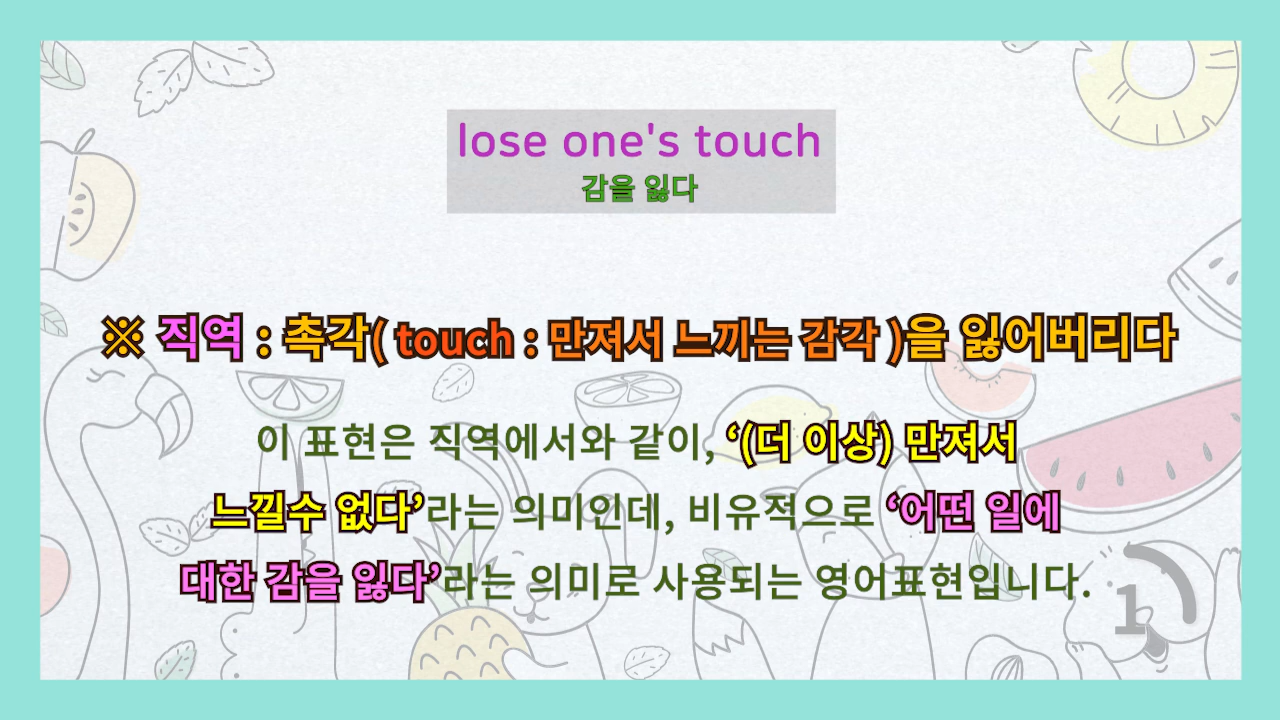 lose one's touch
감을 잃다
※ 직역 : 촉각( touch : 만져서 느끼는 감각 )을 잃어버리다
이 표현은 직역에서와 같이, ‘(더 이상) 만져서
느낄수 없다’라는 의미인데, 비유적으로 ‘어떤 일에
대한 감을 잃다’라는 의미로 사용되는 영어표현입니다.
1